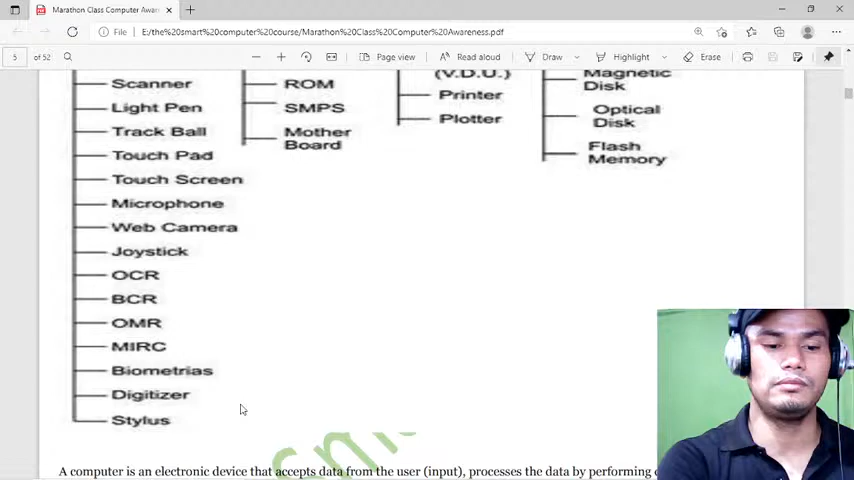 Marathon Class Computer Awar
File
E:/the%20smart%20computer%20course/Marathon%20Class%20Computer%20Awareness.pdf
5 of 52
Page view
Read aloud
Draw
Highlight
Erase
Scanner
Light Pen
Track Ball
Touch Pad
Touch Screen
Microphone
Web Camera
Joystick
OCR
BCR
OMR
MIRC
Biometrias
Digitizer
Stylus
ROM
SMPS
Mother
Board
(V.D.U.)
Printer
Plotter
Magnetic
Disk
Optical
Disk
Flash
Memory
A computer is an electronic device that accepts data from the user (input), processes the data by performing